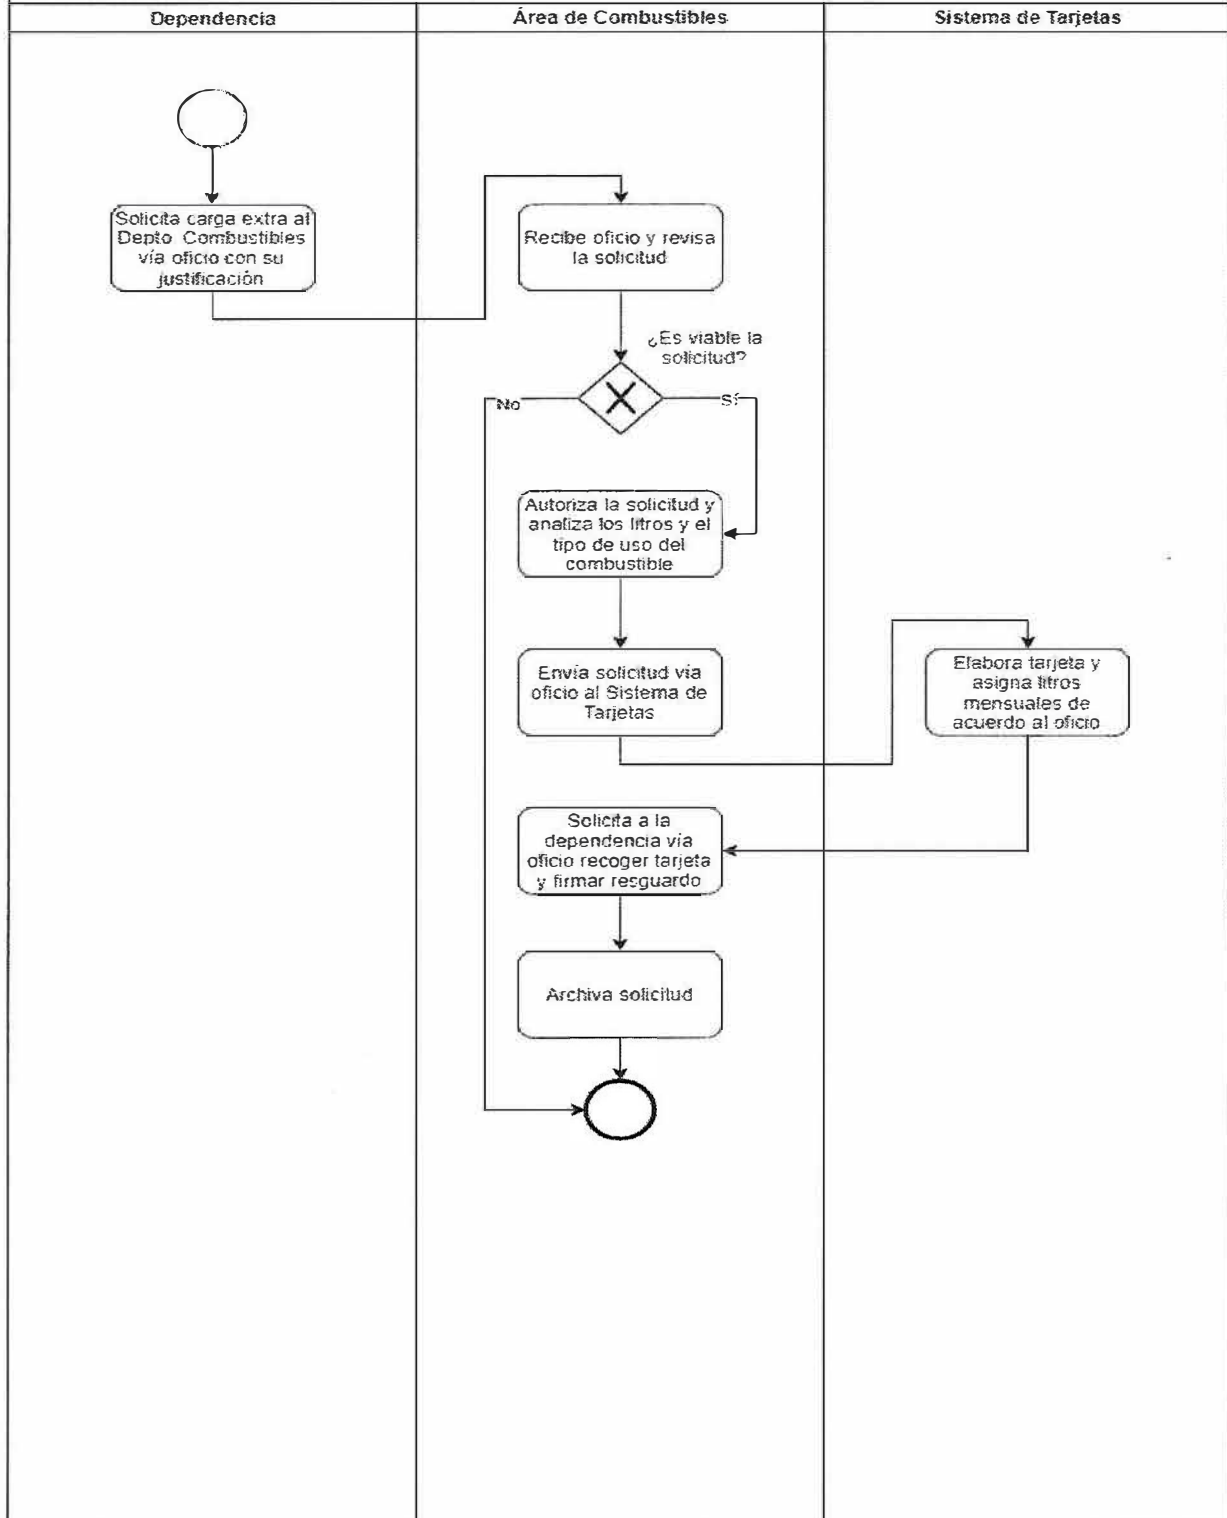 Dependencia
Área de Combustibles
Sistema de Tarjetas
Solicita carga extra al
Depto. Combustibles
vía oficio con su
justificación
Recibe oficio y revisa
la solicitud
¿Es viable la
solicitud?
No
Sí
Autoriza la solicitud y
analiza los litros y el
tipo de uso del
combustible
Envía solicitud vía
oficio al Sistema de
Tarjetas
Elabora tarjeta y
asigna litros
mensuales de
acuerdo al oficio
Solicita a la
dependencia vía
oficio recoger tarjeta
y firmar resguardo
Archiva solicitud